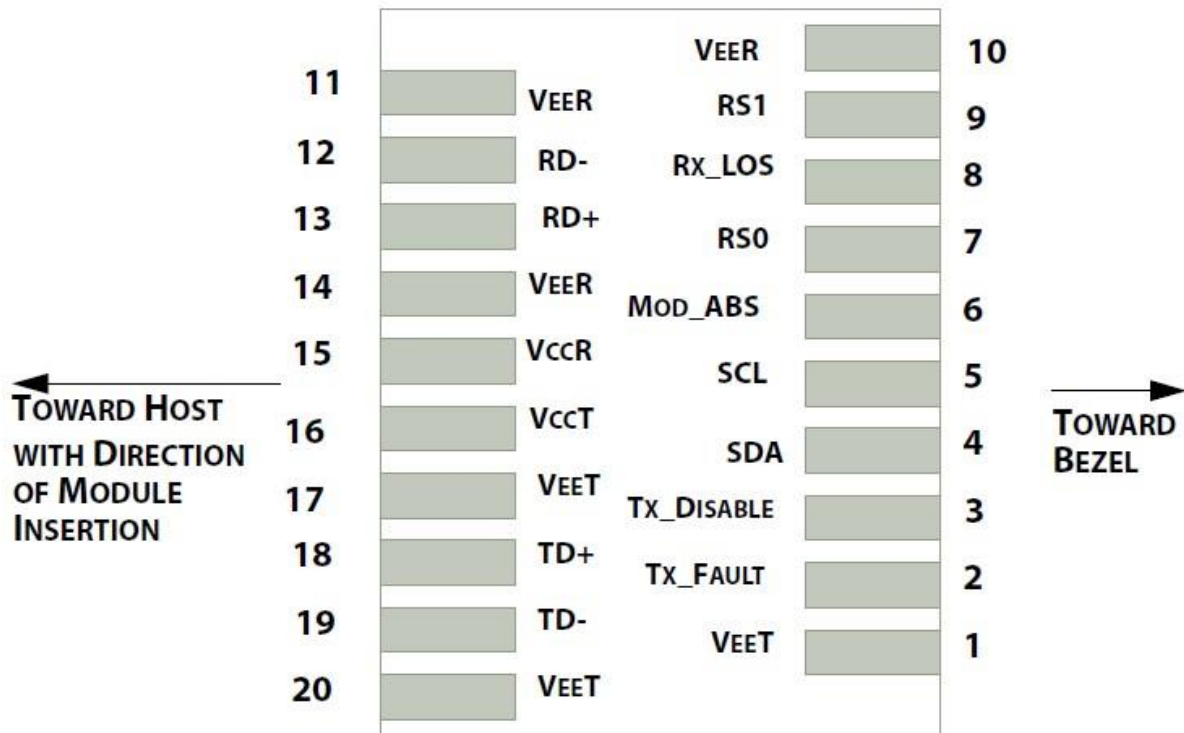 11 VEER
12 RD-
13 RD+
14 VEER
15 VCCR
16 VCCT
17 VEET
18 TD+
19 TD-
20 VEET
VEER 10
RS1 9
RX_LOS 8
RS0 7
MOD_ABS 6
SCL 5
SDA 4
TX_DISABLE 3
TX_FAULT 2
VEET 1
TOWARD HOST
WITH DIRECTION
OF MODULE
INSERTION
TOWARD
BEZEL